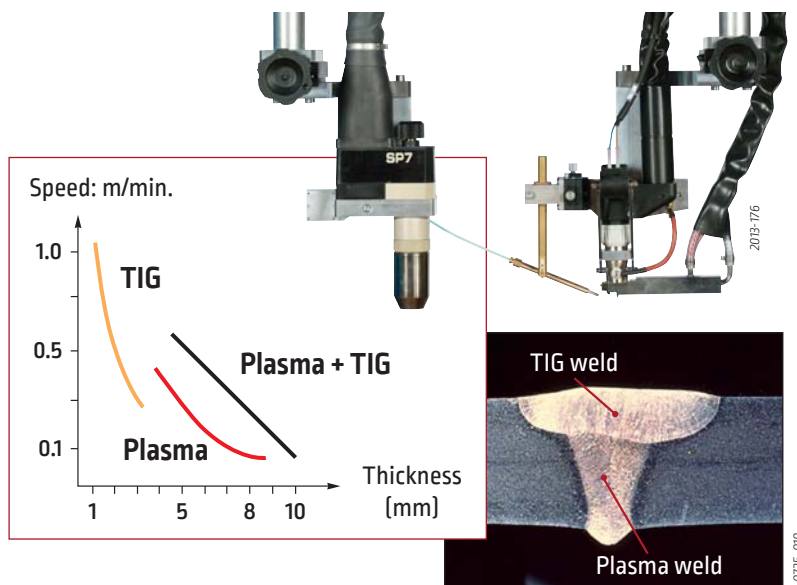 SP7
2013-176
Speed: m/min.
1.0
TIG
0.5
Plasma + TIG
0.1
Plasma
Thickness
(mm)
1
5
8
10
TIG weld
Plasma weld